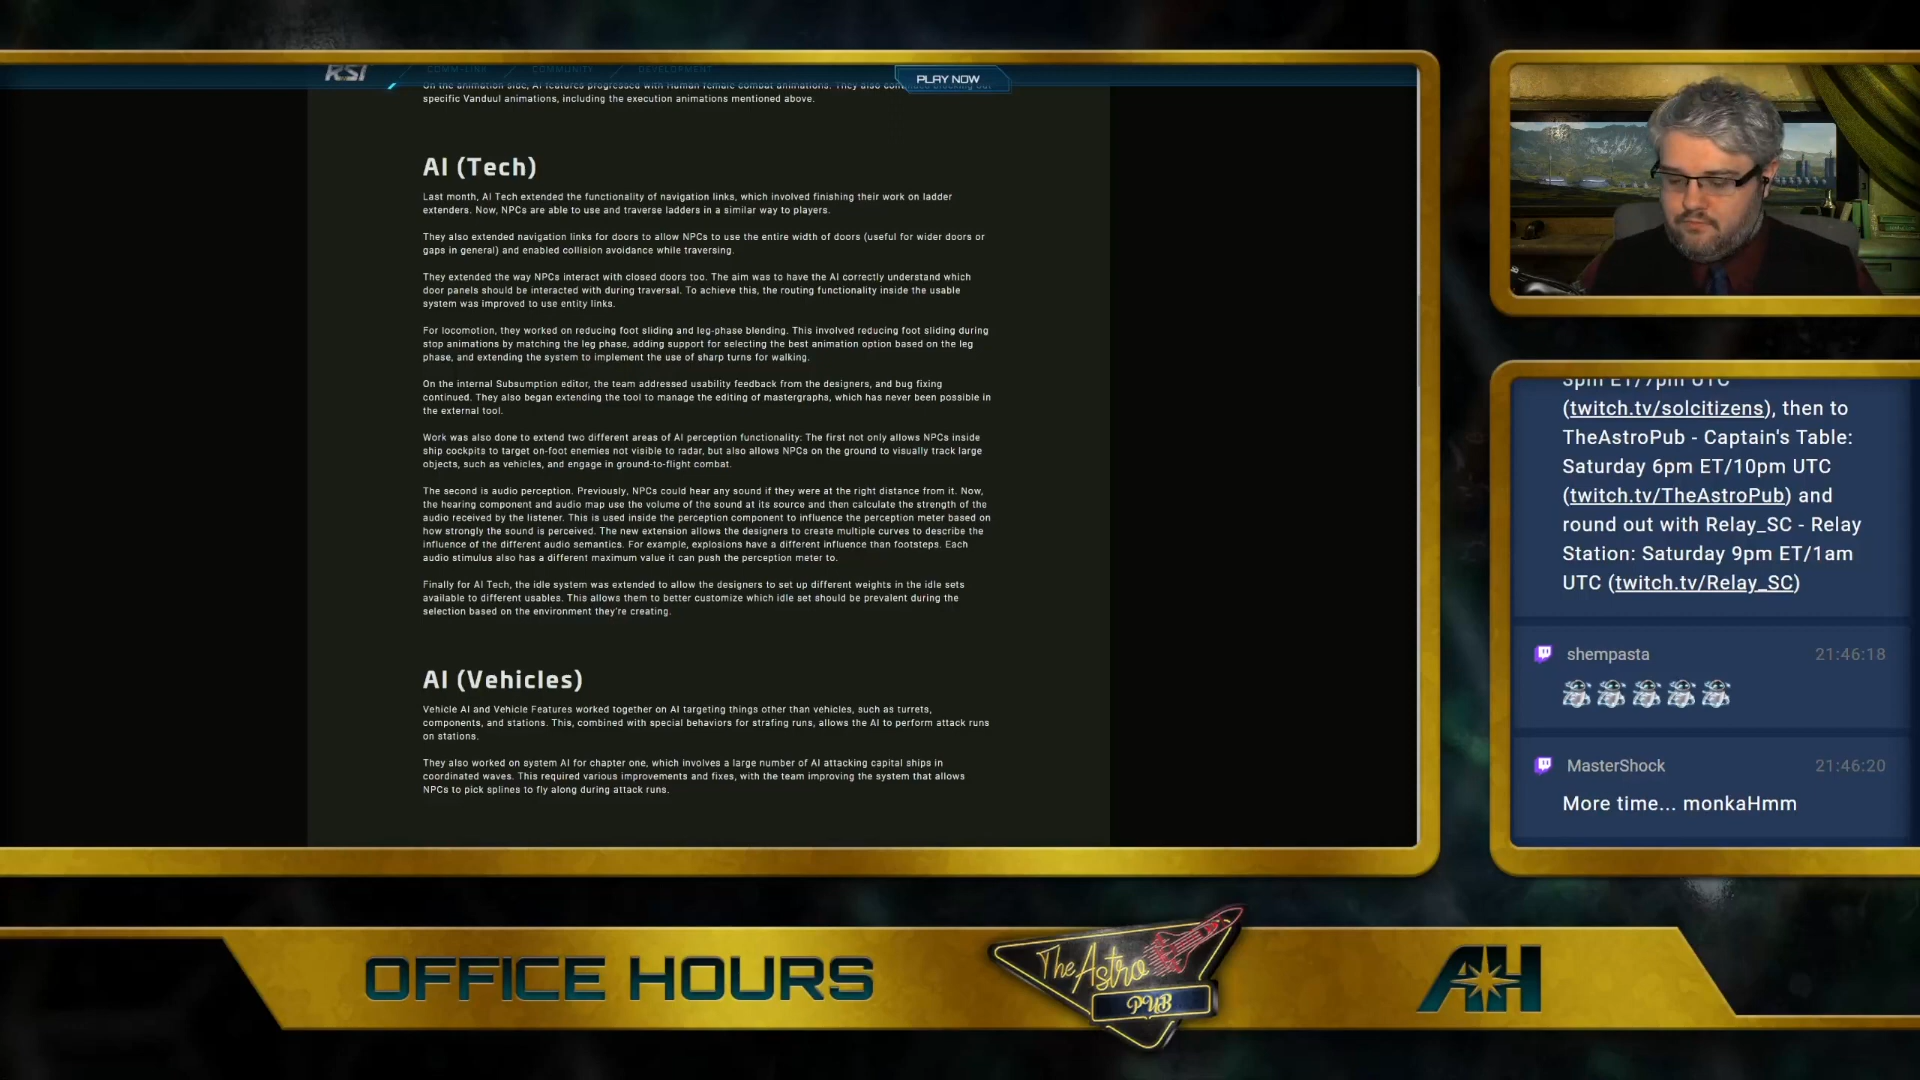 RSI
COMM-LINK
COMMUNITY
DEVELOPMENT
PLAY NOW
On the animation side, AI features progressed with Human female combat animations. They also continued blocking out
specific Vanduul animations, including the execution animations mentioned above.
AI (Tech)
Last month, AI Tech extended the functionality of navigation links, which involved finishing their work on ladder
extenders. Now, NPCs are able to use and traverse ladders in a similar way to players.
They also extended navigation links for doors to allow NPCs to use the entire width of doors (useful for wider doors or
gaps in general) and enabled collision avoidance while traversing.
They extended the way NPCs interact with closed doors too. The aim was to have the AI correctly understand which
door panels should be interacted with during traversal. To achieve this, the routing functionality inside the usable
system was improved to use entity links.
For locomotion, they worked on reducing foot sliding and leg-phase blending. This involved reducing foot sliding during
stop animations by matching the leg phase, adding support for selecting the best animation option based on the leg
phase, and extending the system to implement the use of sharp turns for walking.
On the internal Subsumption editor, the team addressed usability feedback from the designers, and bug fixing
continued. They also began extending the tool to manage the editing of mastergraphs, which has never been possible in
the external tool.
Work was also done to extend two different areas of AI perception functionality: The first not only allows NPCs inside
ship cockpits to target on-foot enemies not visible to radar, but also allows NPCs on the ground to visually track large
objects, such as vehicles, and engage in ground-to-flight combat.
The second is audio perception. Previously, NPCs could hear any sound if they were at the right distance from it. Now,
the hearing component and audio map use the volume of the sound at its source and then calculate the strength of the
audio received by the listener. This is used inside the perception component to influence the perception meter based on
how strongly the sound is perceived. The new extension allows the designers to create multiple curves to describe the
influence of the different audio semantics. For example, explosions have a different influence than footsteps. Each
audio stimulus also has a different maximum value it can push the perception meter to.
Finally for AI Tech, the idle system was extended to allow the designers to set up different weights in the idle sets
available to different usables. This allows them to better customize which idle set should be prevalent during the
selection based on the environment they're creating.
AI (Vehicles)
Vehicle AI and Vehicle Features worked together on AI targeting things other than vehicles, such as turrets,
components, and stations. This, combined with special behaviors for strafing runs, allows the AI to perform attack runs
on stations.
They also worked on system AI for chapter one, which involves a large number of AI attacking capital ships in
coordinated waves. This required various improvements and fixes, with the team improving the system that allows
NPCs to pick splines to fly along during attack runs.
3pm ET/7pm UTC
(twitch.tv/solcitizens), then to
TheAstroPub - Captain's Table:
Saturday 6pm ET/10pm UTC
(twitch.tv/TheAstroPub) and
round out with Relay_SC - Relay
Station: Saturday 9pm ET/1am
UTC (twitch.tv/Relay_SC)
shempasta 21:46:18
MasterShock 21:46:20
More time... monkaHmm
OFFICE HOURS
The Astro
PUB
AH